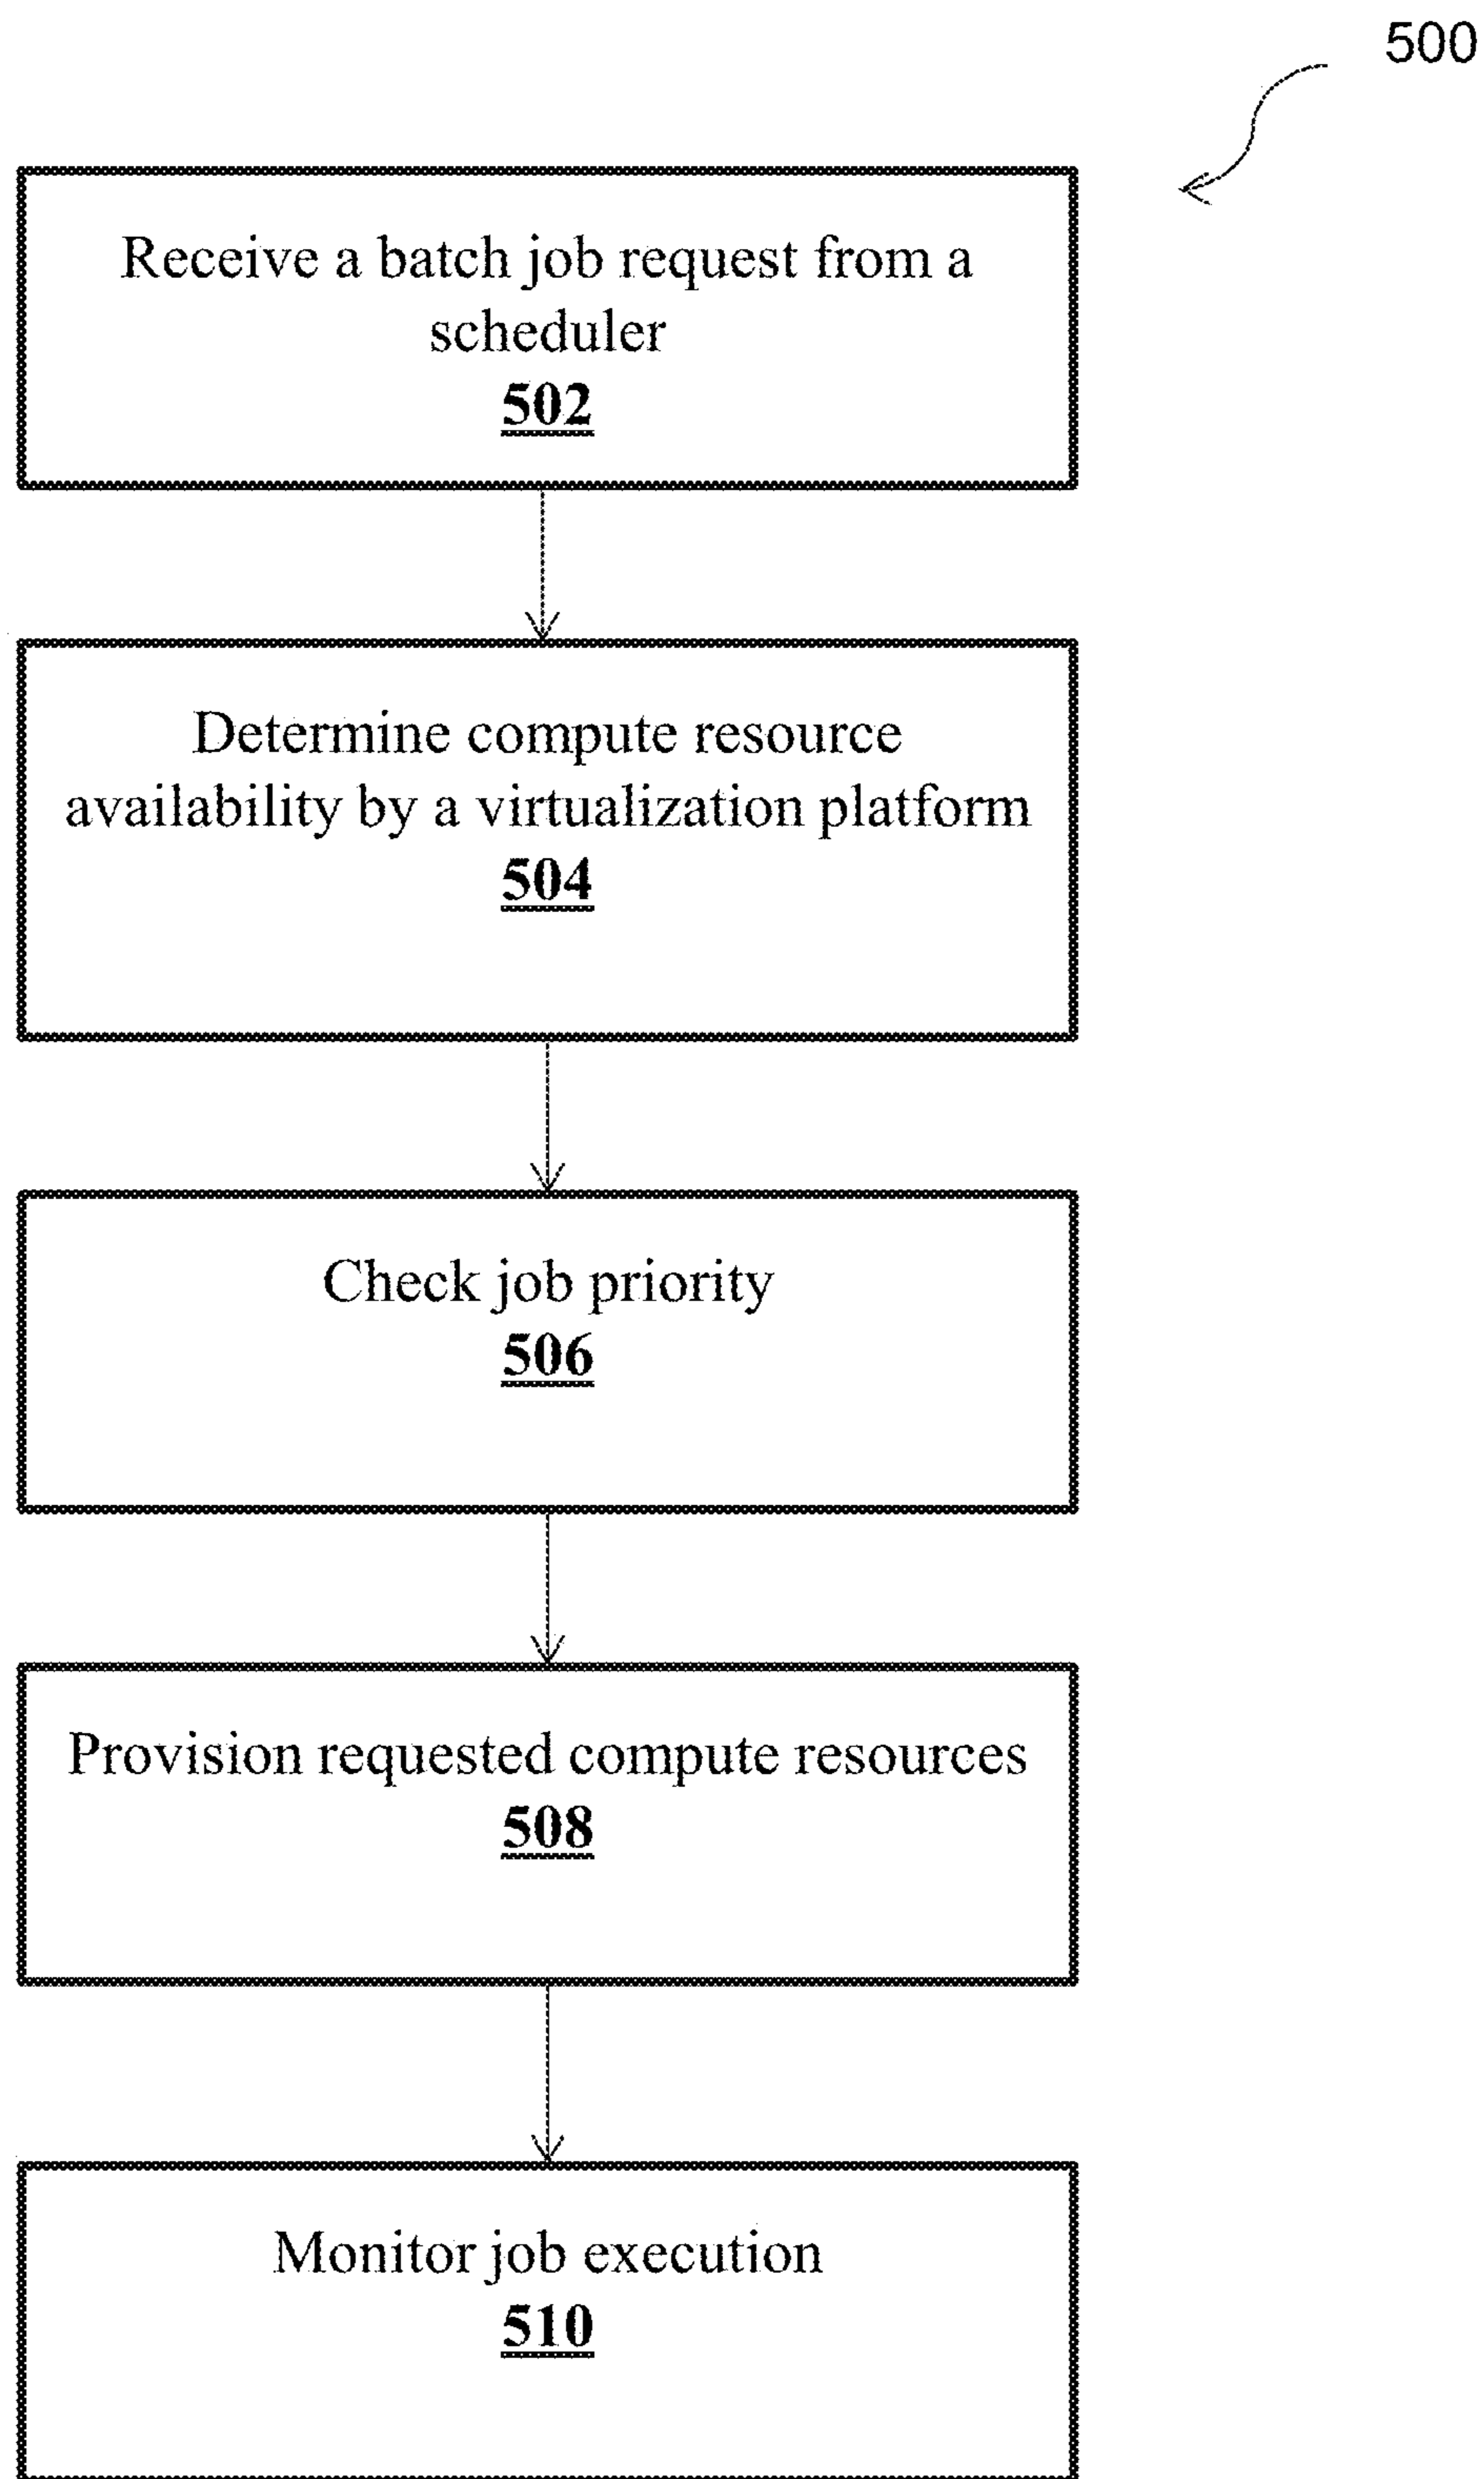 500
Receive a batch job request from a
scheduler
502
Determine compute resource
availability by a virtualization platform
504
Check job priority
506
Provision requested compute resources
508
Monitor job execution
510